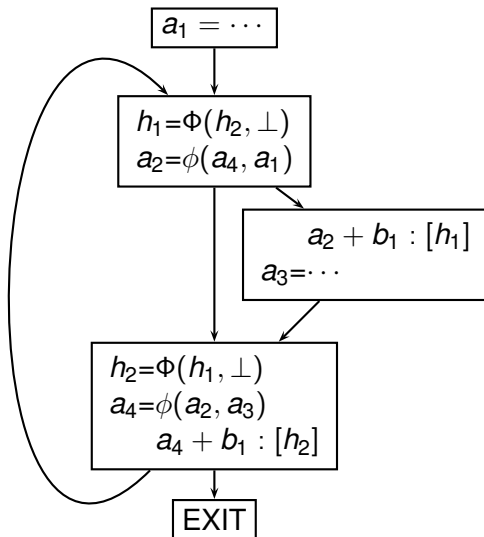 a₁ = ⋯
h₁=Φ(h₂, ⊥)
a₂=ϕ(a₄, a₁)
a₂ + b₁ : [h₁]
a₃=⋯
h₂=Φ(h₁, ⊥)
a₄=ϕ(a₂, a₃)
a₄ + b₁ : [h₂]
EXIT